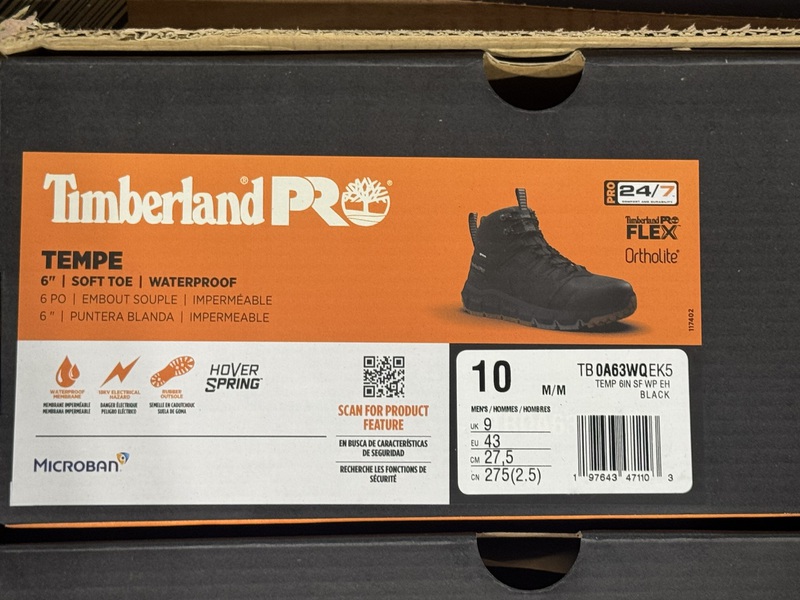 Timberland® PRO®
TEMPE
6" | SOFT TOE | WATERPROOF
6 PO | EMBOUT SOUPLE | IMPERMÉABLE
6 " | PUNTERA BLANDA | IMPERMEABLE
PRO 24/7
COMFORT AND DURABILITY
Timberland PRO
FLEX
Ortholite®
117402
WATERPROOF MEMBRANE
MEMBRANE IMPERMÉABLE
MEMBRANA IMPERMEABLE
18KV ELECTRICAL HAZARD
DANGER ÉLECTRIQUE
PELIGRO ELÉCTRICO
RUBBER OUTSOLE
SEMELLE EN CAOUTCHOUC
SUELA DE GOMA
HOVER SPRING™
MICROBAN
SCAN FOR PRODUCT
FEATURE
EN BUSCA DE CARACTERÍSTICAS
DE SEGURIDAD
RECHERCHE LES FONCTIONS DE
SÉCURITÉ
10 M/M
MEN'S / HOMMES / HOMBRES
UK 9
EU 43
CM 27,5
CN 275(2.5)
TB 0A63WQ EK5
TEMP 6IN SF WP EH
BLACK
1 97643 47110 3